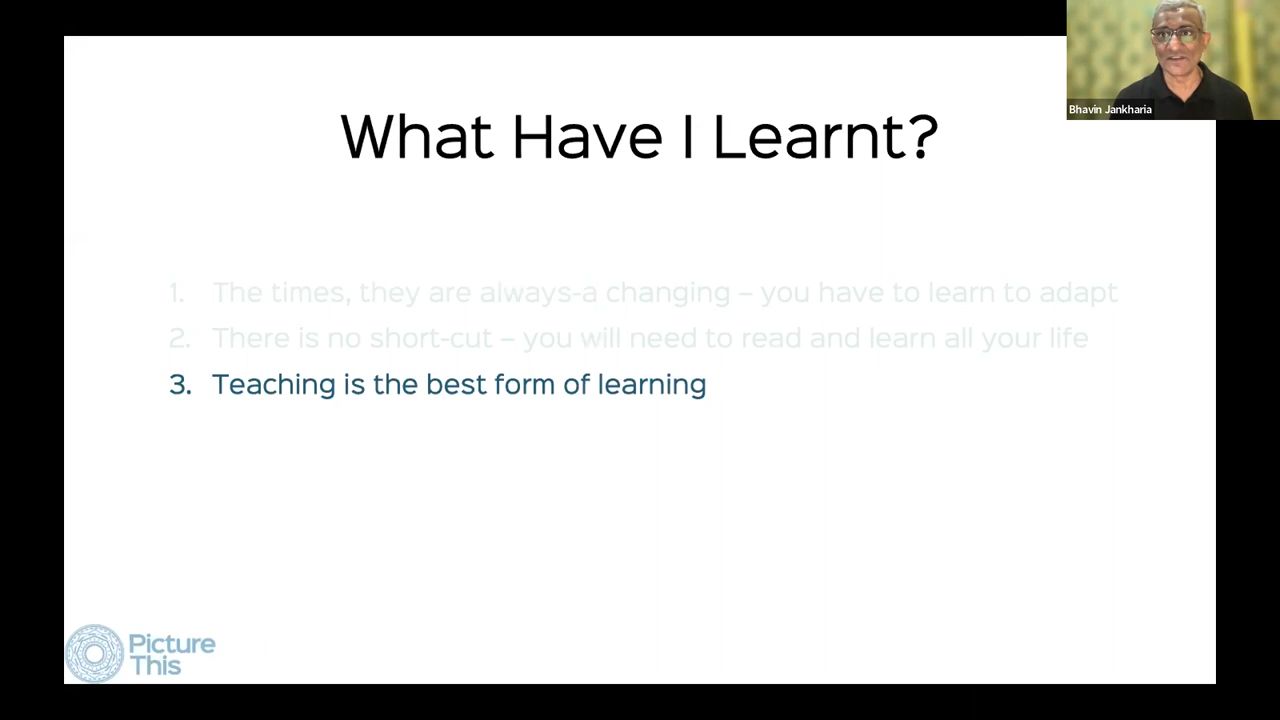 Bhavin Jankharia
What Have I Learnt?
1. The times, they are always-a changing – you have to learn to adapt
2. There is no short-cut – you will need to read and learn all your life
3. Teaching is the best form of learning
Picture
This